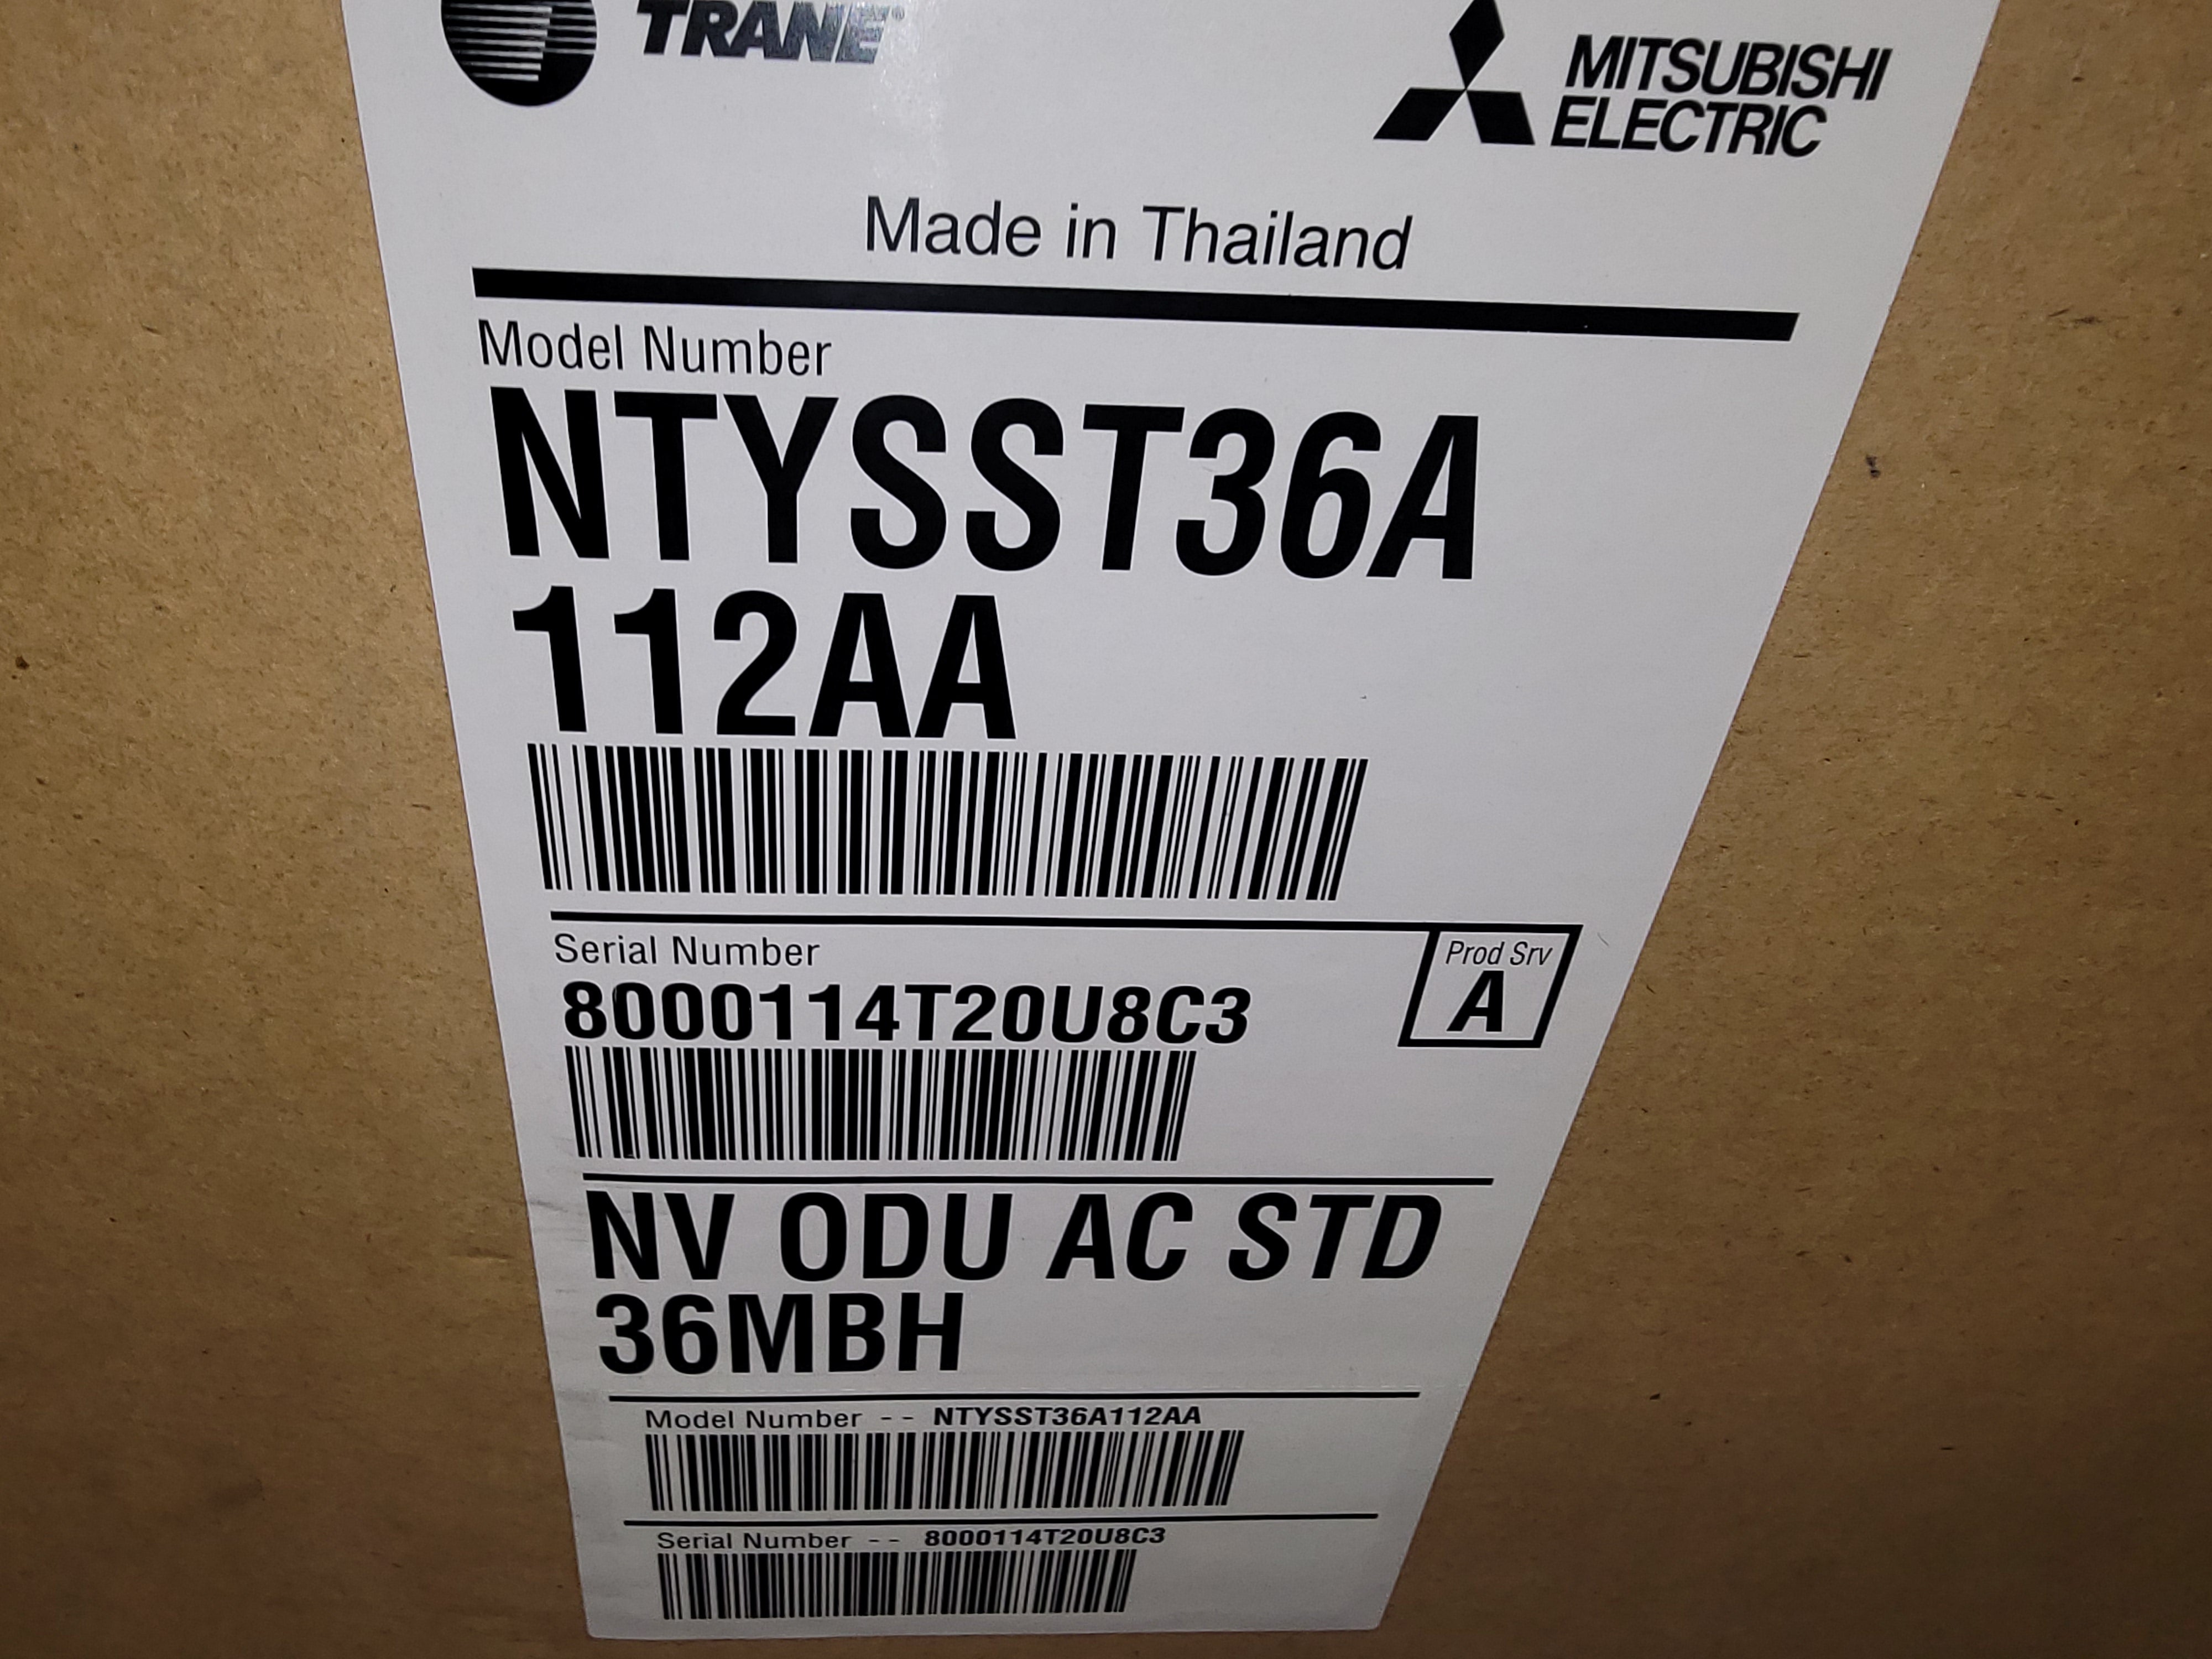 TRANE®
MITSUBISHI
ELECTRIC
Made in Thailand
Model Number
NTYSST36A
112AA
Serial Number
8000114T20U8C3
Prod Srv
A
NV ODU AC STD
36MBH
Model Number -- NTYSST36A112AA
Serial Number -- 8000114T20U8C3